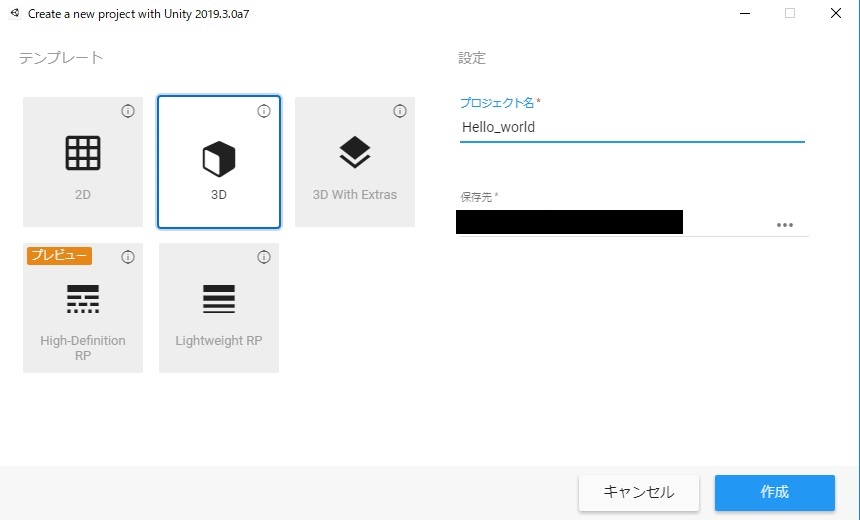 Create a new project with Unity 2019.3.0a7
テンプレート
2D
3D
3D With Extras
プレビュー
High-Definition
RP
Lightweight RP
設定
プロジェクト名*
Hello_world
保存先*
キャンセル
作成